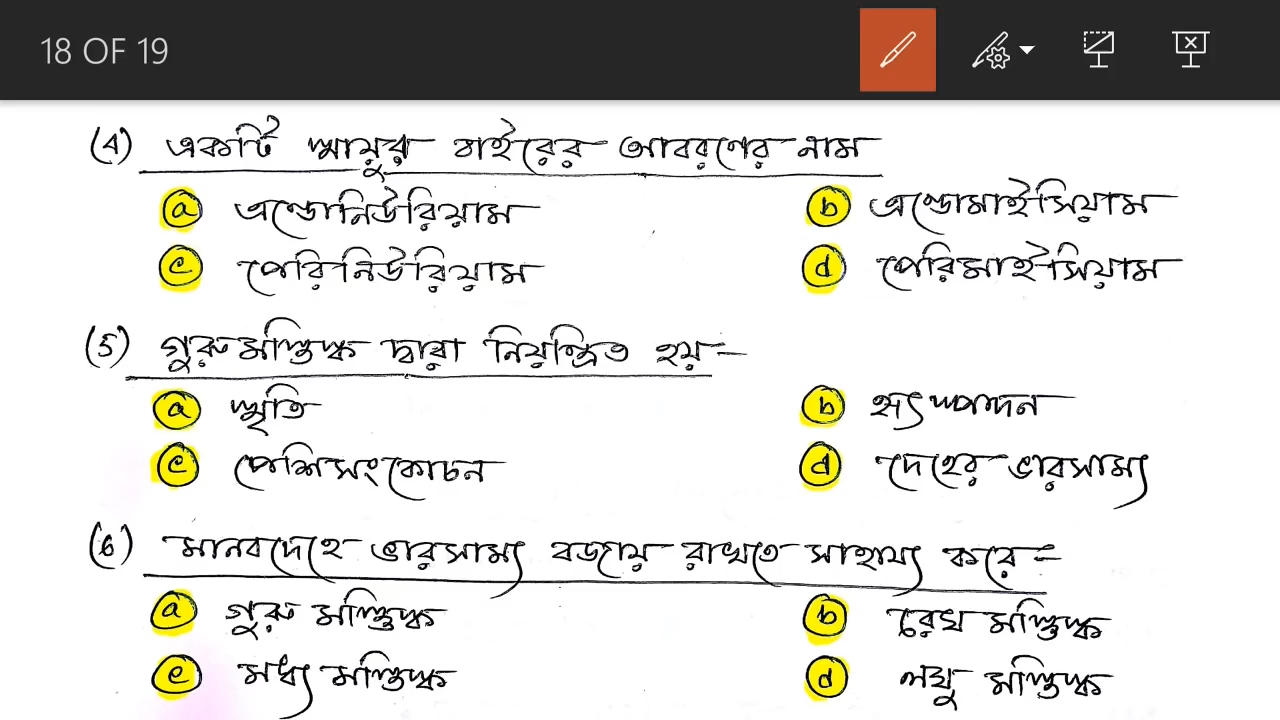 18 OF 19
(4) একটি স্নায়ুর বাইরের আবরণের নাম
a এন্ডোনিউরিয়াম b এন্ডোমাইসিয়াম
c পেরিনিউরিয়াম d পেরিমাইসিয়াম
(5) গুরুমস্তিষ্ক দ্বারা নিয়ন্ত্রিত হয় –
a স্মৃতি b হৃৎস্পন্দন
c পেশিসংকোচন d দেহের ভারসাম্য
(6) মানবদেহে ভারসাম্য বজায় রাখতে সাহায্য করে –
a গুরু মস্তিষ্ক b রেখ মস্তিষ্ক
c মধ্য মস্তিষ্ক d লঘু মস্তিষ্ক